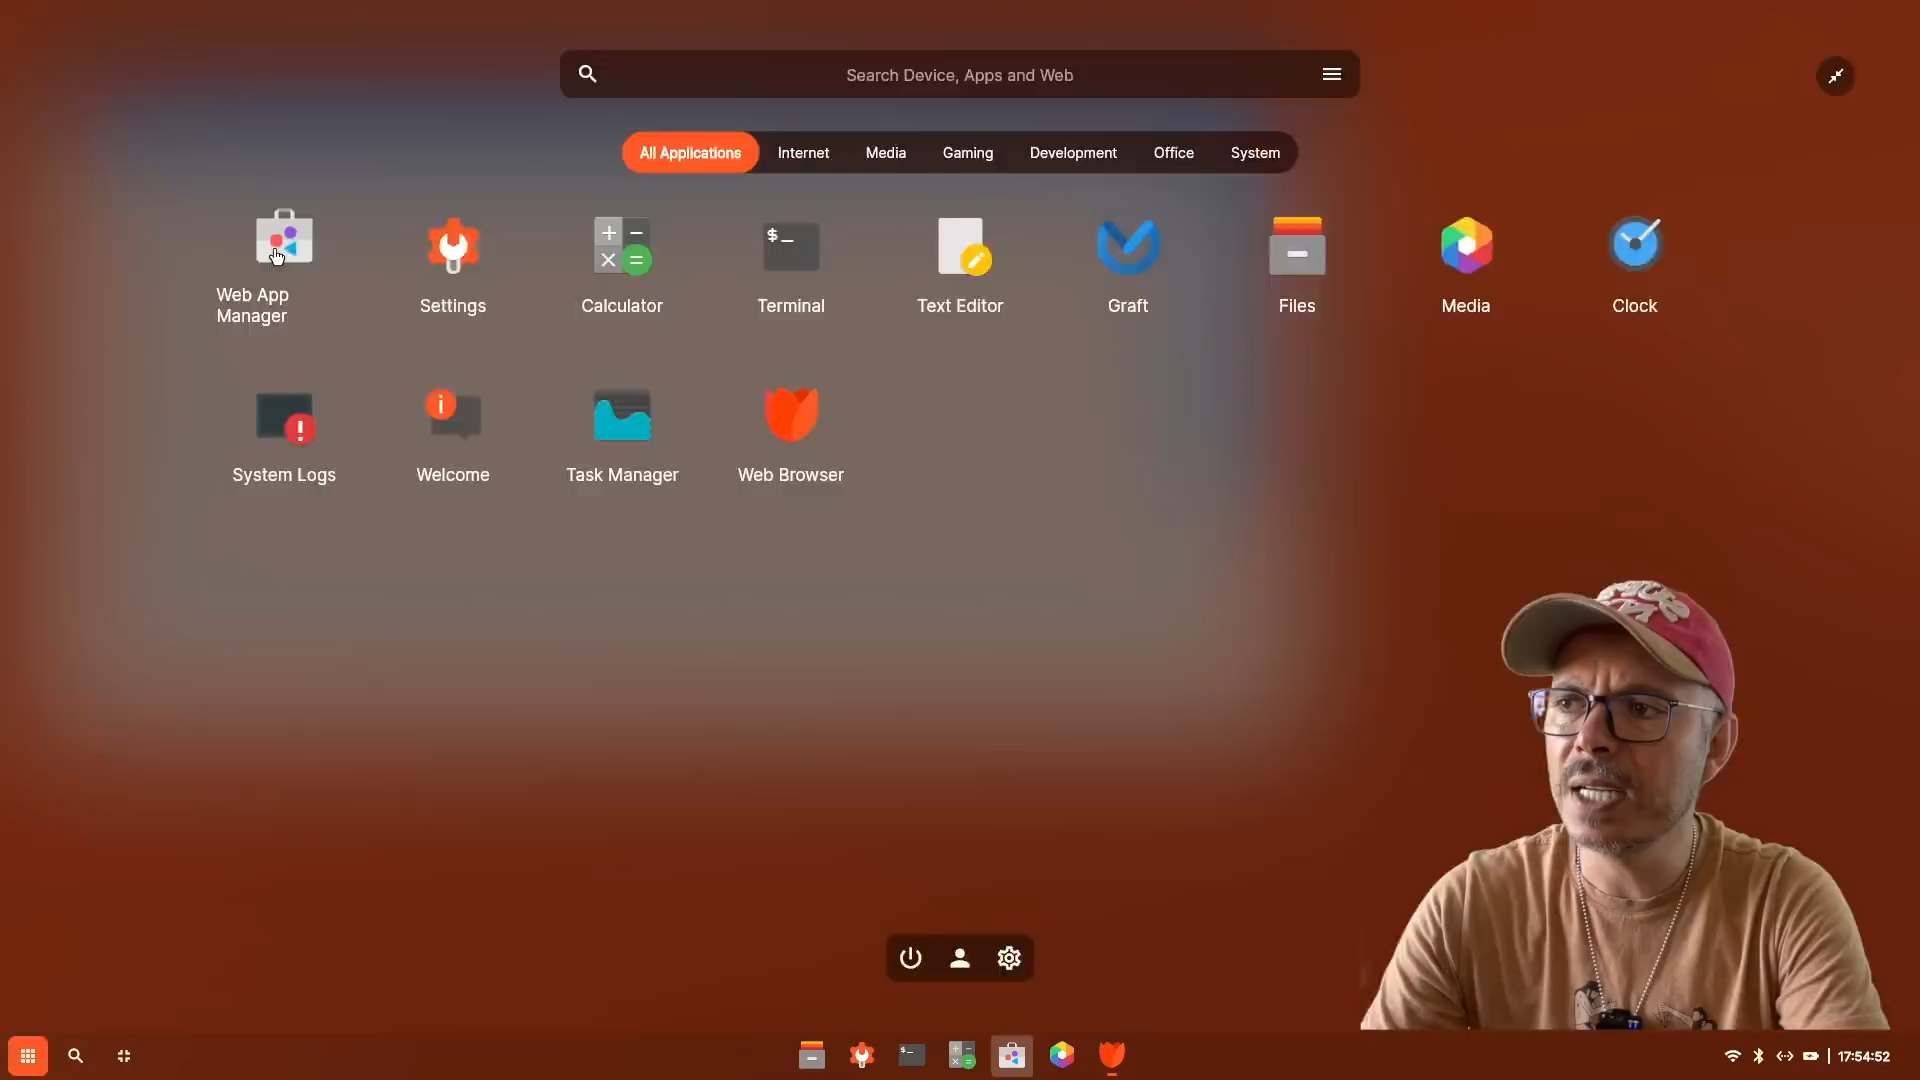 Search Device, Apps and Web
All Applications
Internet
Media
Gaming
Development
Office
System
Web App
Manager
Settings
Calculator
$_
Terminal
Text Editor
Graft
Files
Media
Clock
System Logs
Welcome
Task Manager
Web Browser
17:54:52